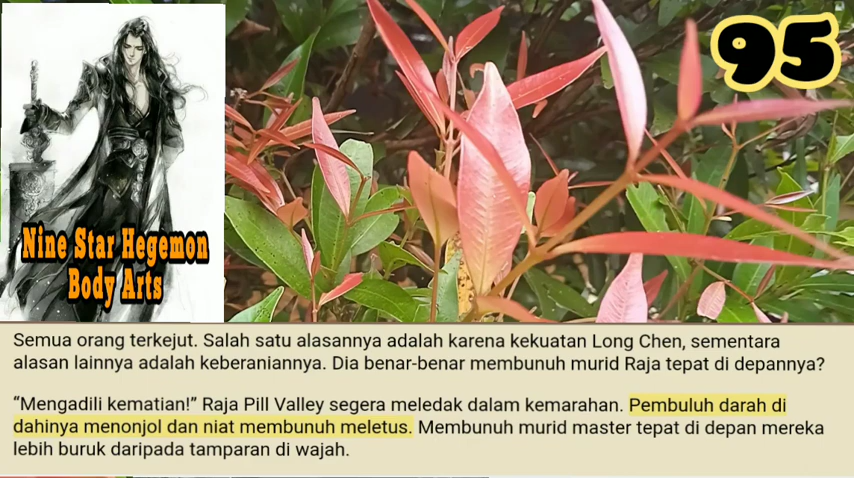 95
Nine Star Hegemon
Body Arts
Semua orang terkejut. Salah satu alasannya adalah karena kekuatan Long Chen, sementara
alasan lainnya adalah keberaniannya. Dia benar-benar membunuh murid Raja tepat di depannya?
“Mengadili kematian!” Raja Pill Valley segera meledak dalam kemarahan. Pembuluh darah di
dahinya menonjol dan niat membunuh meletus. Membunuh murid master tepat di depan mereka
lebih buruk daripada tamparan di wajah.